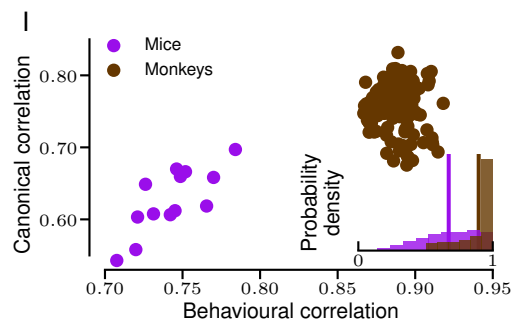 I
Mice
Monkeys
Canonical correlation
0.80
0.70
0.60
Probability
density
0
1
0.70
0.75
0.80
0.85
0.90
0.95
Behavioural correlation